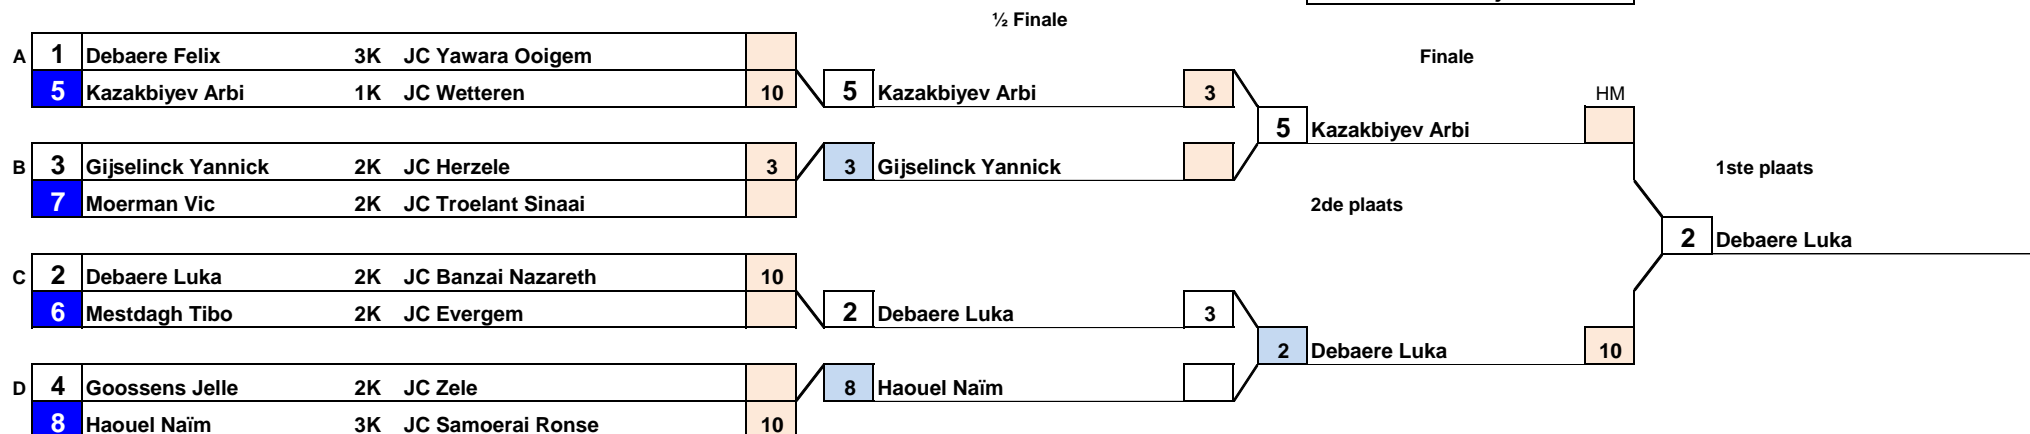 ½ Finale
A 1 Debaere Felix 3K JC Yawara Ooigem
Finale
5 Kazakbiyev Arbi 1K JC Wetteren 10 5 Kazakbiyev Arbi 3 HM
5 Kazakbiyev Arbi
B 3 Gijselinck Yannick 2K JC Herzele 3 3 Gijselinck Yannick 1ste plaats
7 Moerman Vic 2K JC Troelant Sinaai 2de plaats
2 Debaere Luka
C 2 Debaere Luka 2K JC Banzai Nazareth 10
6 Mestdagh Tibo 2K JC Evergem 2 Debaere Luka 3
2 Debaere Luka 10
D 4 Goossens Jelle 2K JC Zele 8 Haouel Naïm
8 Haouel Naïm 3K JC Samoerai Ronse 10